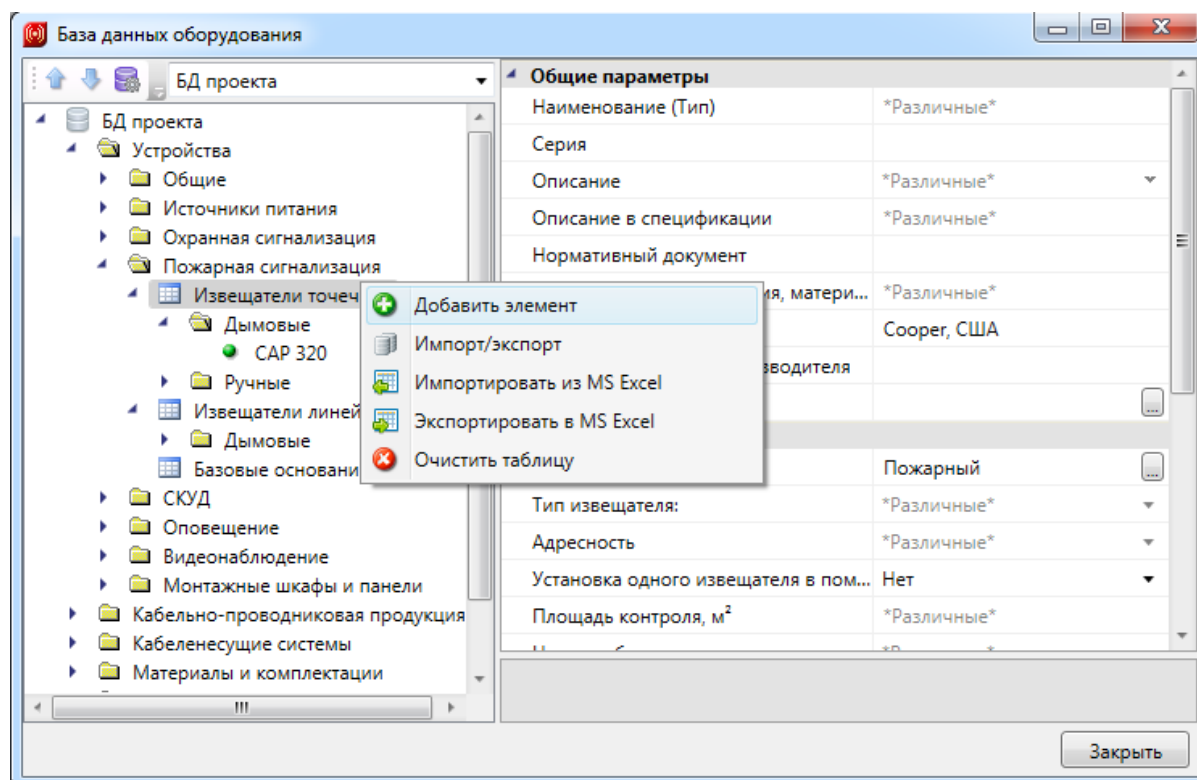 База данных оборудования
БД проекта
БД проекта
Устройства
Общие
Источники питания
Охранная сигнализация
Пожарная сигнализация
Извещатели точеч
Дымовые
CAP 320
Ручные
Извещатели линей
Дымовые
Базовые основани
СКУД
Оповещение
Видеонаблюдение
Монтажные шкафы и панели
Кабельно-проводниковая продукция
Кабеленесущие системы
Материалы и комплектации
Добавить элемент
Импорт/экспорт
Импортировать из MS Excel
Экспортировать в MS Excel
Очистить таблицу
Общие параметры
Наименование (Тип) *Различные*
Серия
Описание *Различные*
Описание в спецификации *Различные*
Нормативный документ
ия, матери... *Различные*
Cooper, США
зводителя
...
Пожарный ...
Тип извещателя: *Различные*
Адресность *Различные*
Установка одного извещателя в пом... Нет
Площадь контроля, м² *Различные*
Закрыть